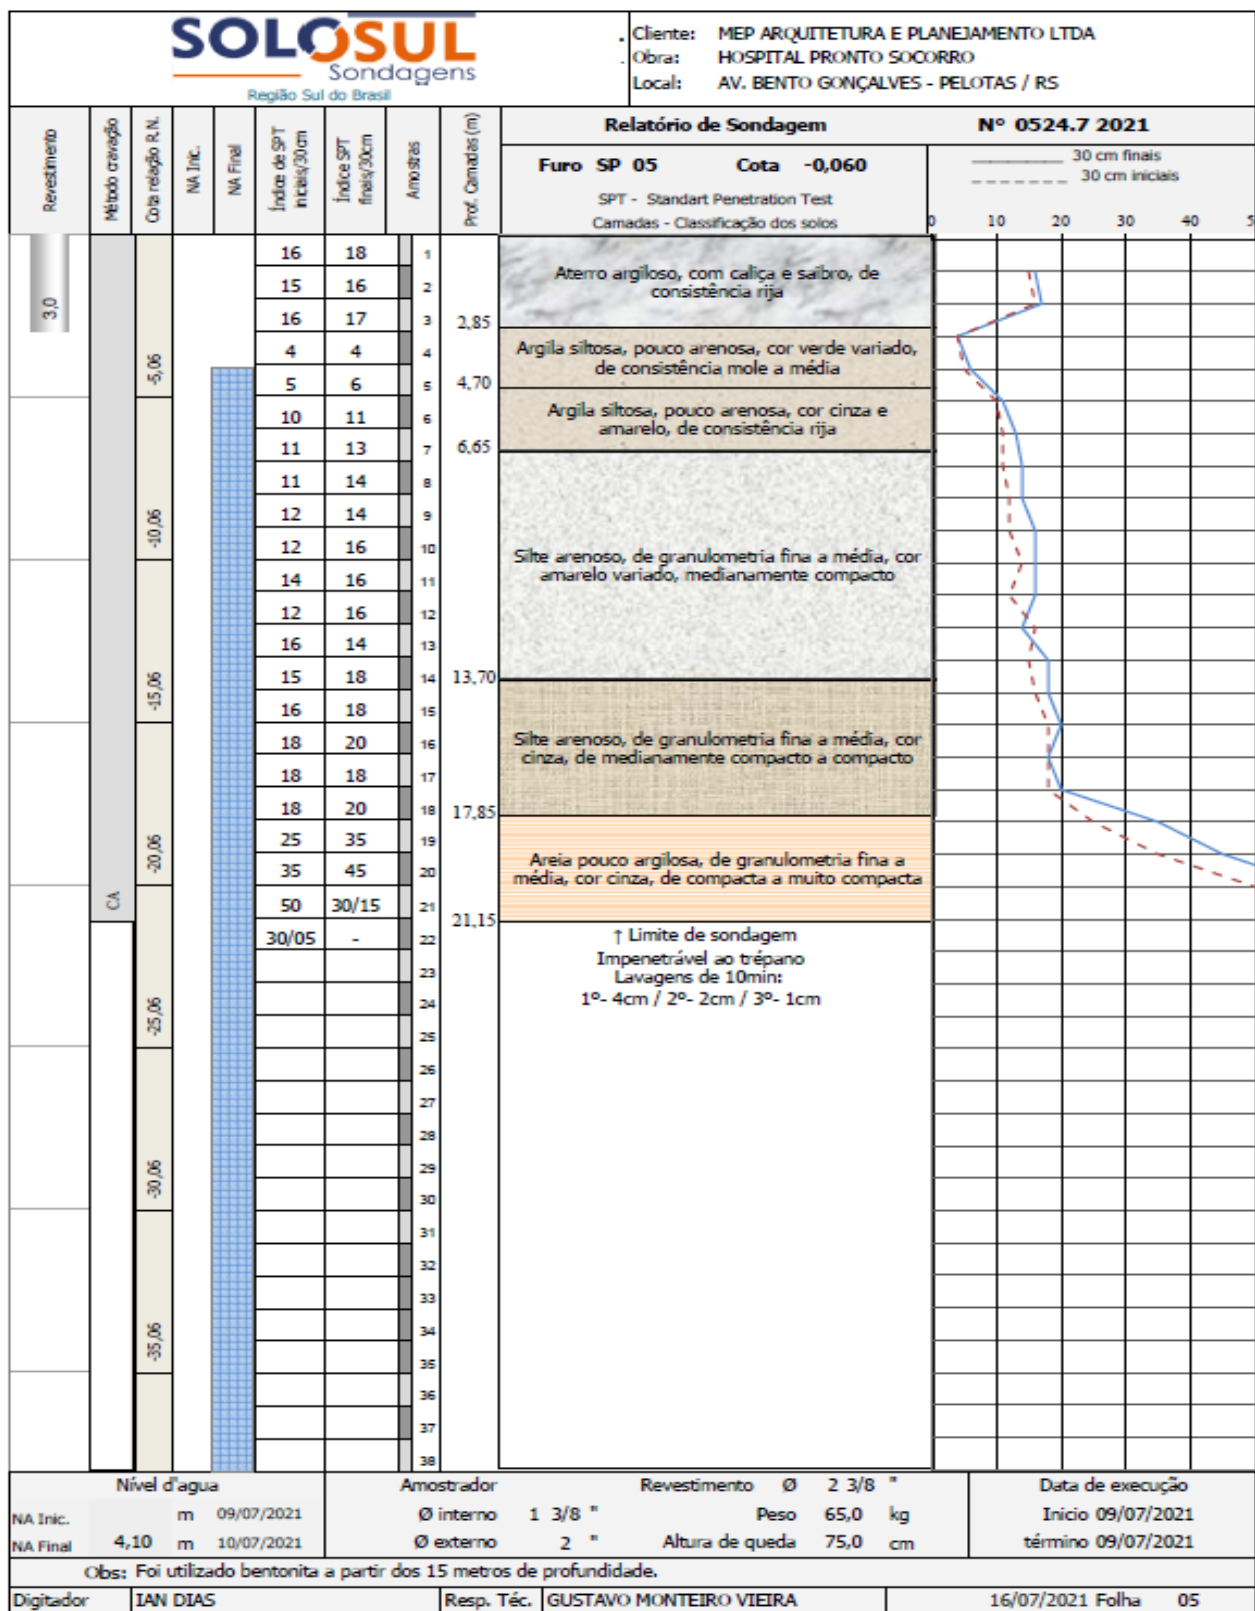 SOLOSUL
Sondagens
Região Sul do Brasil
Cliente: MEP ARQUITETURA E PLANEJAMENTO LTDA
Obra: HOSPITAL PRONTO SOCORRO
Local: AV. BENTO GONÇALVES - PELOTAS / RS
Revestimento
Método cravação
Cota relação R.N.
NA Inic.
NA Final
Índice de SPT iniciais/30cm
Índice SPT finais/30cm
Amostras
Prof. Camadas (m)
Relatório de Sondagem Nº 0524.7 2021
Furo SP 05 Cota -0,060
SPT - Standart Penetration Test
Camadas - Classificação dos solos
30 cm finais
30 cm iniciais
0 10 20 30 40
3,0
CA
-5,06
-10,06
-15,06
-20,06
-25,06
-30,06
-35,06
16 18 1
15 16 2
16 17 3
4 4 4
5 6 5
10 11 6
11 13 7
11 14 8
12 14 9
12 16 10
14 16 11
12 16 12
16 14 13
15 18 14
16 18 15
18 20 16
18 18 17
18 20 18
25 35 19
35 45 20
50 30/15 21
30/05 - 22
23
24
25
26
27
28
29
30
31
32
33
34
35
36
37
38
2,85
4,70
6,65
13,70
17,85
21,15
Aterro argiloso, com caliça e saibro, de
consistência rija
Argila siltosa, pouco arenosa, cor verde variado,
de consistência mole a média
Argila siltosa, pouco arenosa, cor cinza e
amarelo, de consistência rija
Silte arenoso, de granulometria fina a média, cor
amarelo variado, medianamente compacto
Silte arenoso, de granulometria fina a média, cor
cinza, de medianamente compacto a compacto
Areia pouco argilosa, de granulometria fina a
média, cor cinza, de compacta a muito compacta
↑ Limite de sondagem
Impenetrável ao trépano
Lavagens de 10min:
1º- 4cm / 2º- 2cm / 3º- 1cm
Nível d'agua Amostrador Revestimento Ø 2 3/8 " Data de execução
NA Inic. m 09/07/2021 Ø interno 1 3/8 " Peso 65,0 kg Inicio 09/07/2021
NA Final 4,10 m 10/07/2021 Ø externo 2 " Altura de queda 75,0 cm término 09/07/2021
Obs: Foi utilizado bentonita a partir dos 15 metros de profundidade.
Digitador IAN DIAS Resp. Téc. GUSTAVO MONTEIRO VIEIRA 16/07/2021 Folha 05